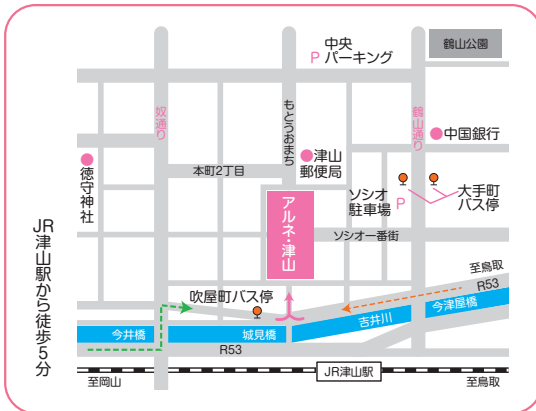 中央
P パーキング
鶴山公園
奴通り
もとうおまち
鶴山通り
中国銀行
津山
郵便局
本町2丁目
徳守神社
アルネ・津山
ソシオ
駐車場
P
大手町
バス停
ソシオ一番街
JR津山駅から徒歩5分
吹屋町バス停
至鳥取
R53
今井橋
城見橋
吉井川
今津屋橋
R53
至岡山
JR津山駅
至鳥取